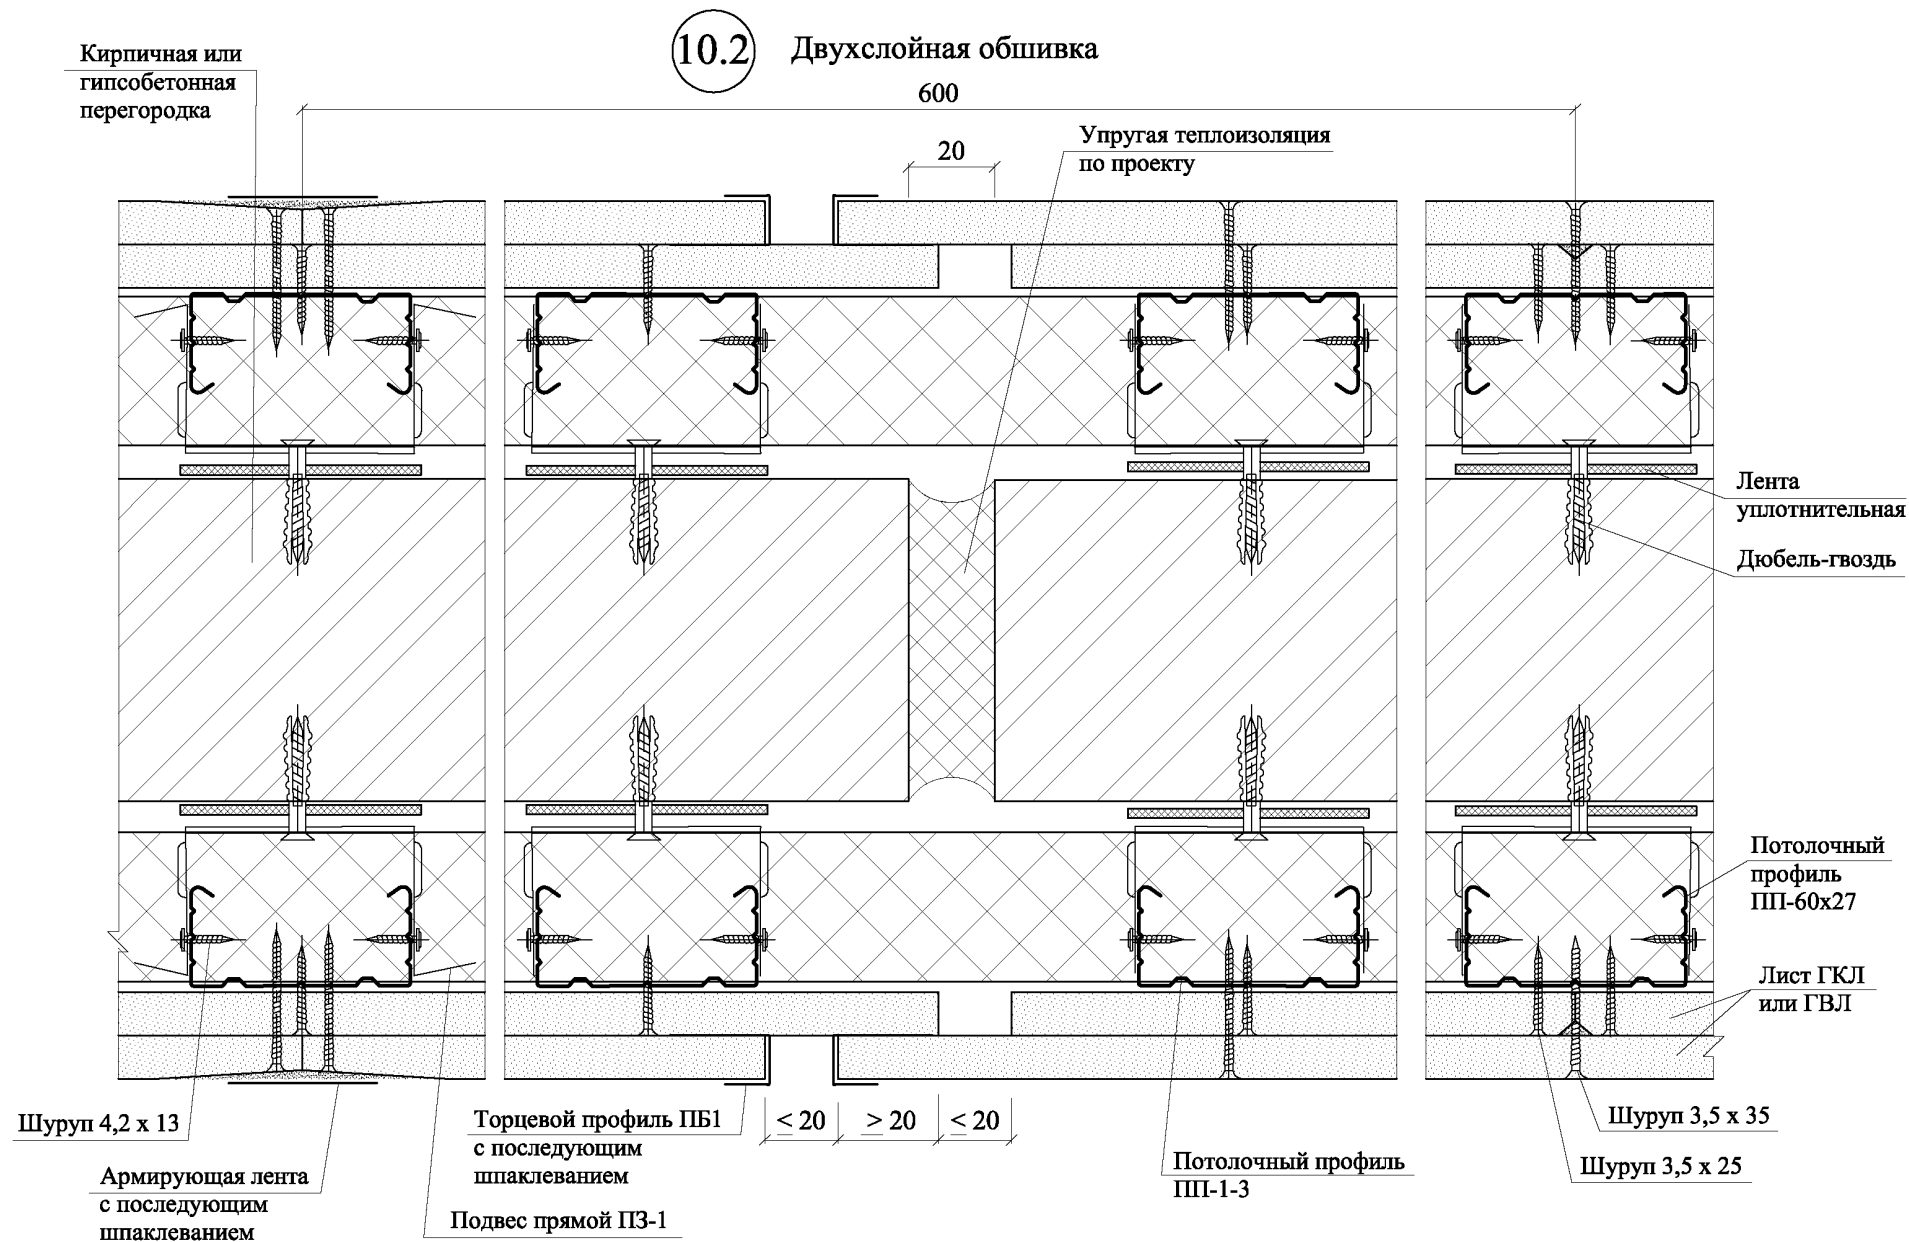 10.2
Двухслойная обшивка
Кирпичная или
гипсобетонная
перегородка
600
20
Упругая теплоизоляция
по проекту
Лента
уплотнительная
Дюбель-гвоздь
Потолочный
профиль
ПП-60х27
Лист ГКЛ
или ГВЛ
Шуруп 4,2 х 13
Армирующая лента
с последующим
шпаклеванием
Торцевой профиль ПБ1
с последующим
шпаклеванием
Подвес прямой ПЗ-1
≤ 20
≥ 20
≤ 20
Потолочный профиль
ПП-1-3
Шуруп 3,5 х 35
Шуруп 3,5 х 25